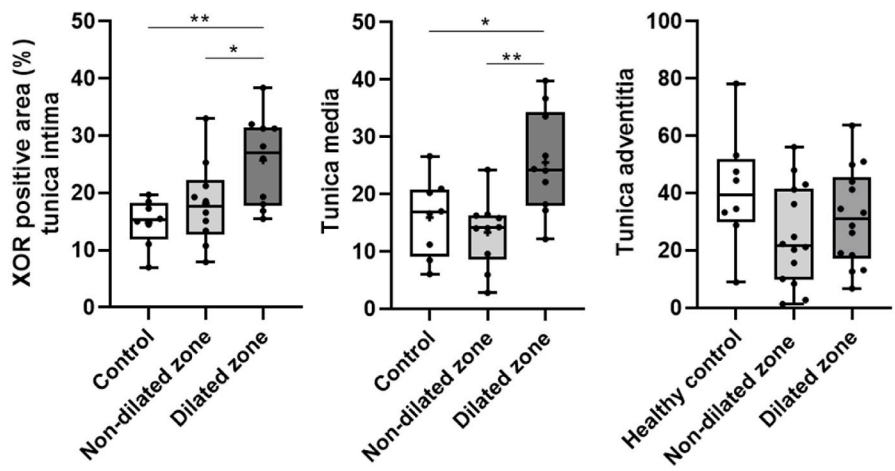 XOR positive area (%)
tunica intima
50
40
30
20
10
0
**
*
Control
Non-dilated zone
Dilated zone
Tunica media
50
40
30
20
10
0
*
**
Control
Non-dilated zone
Dilated zone
Tunica adventitia
100
80
60
40
20
0
Healthy control
Non-dilated zone
Dilated zone